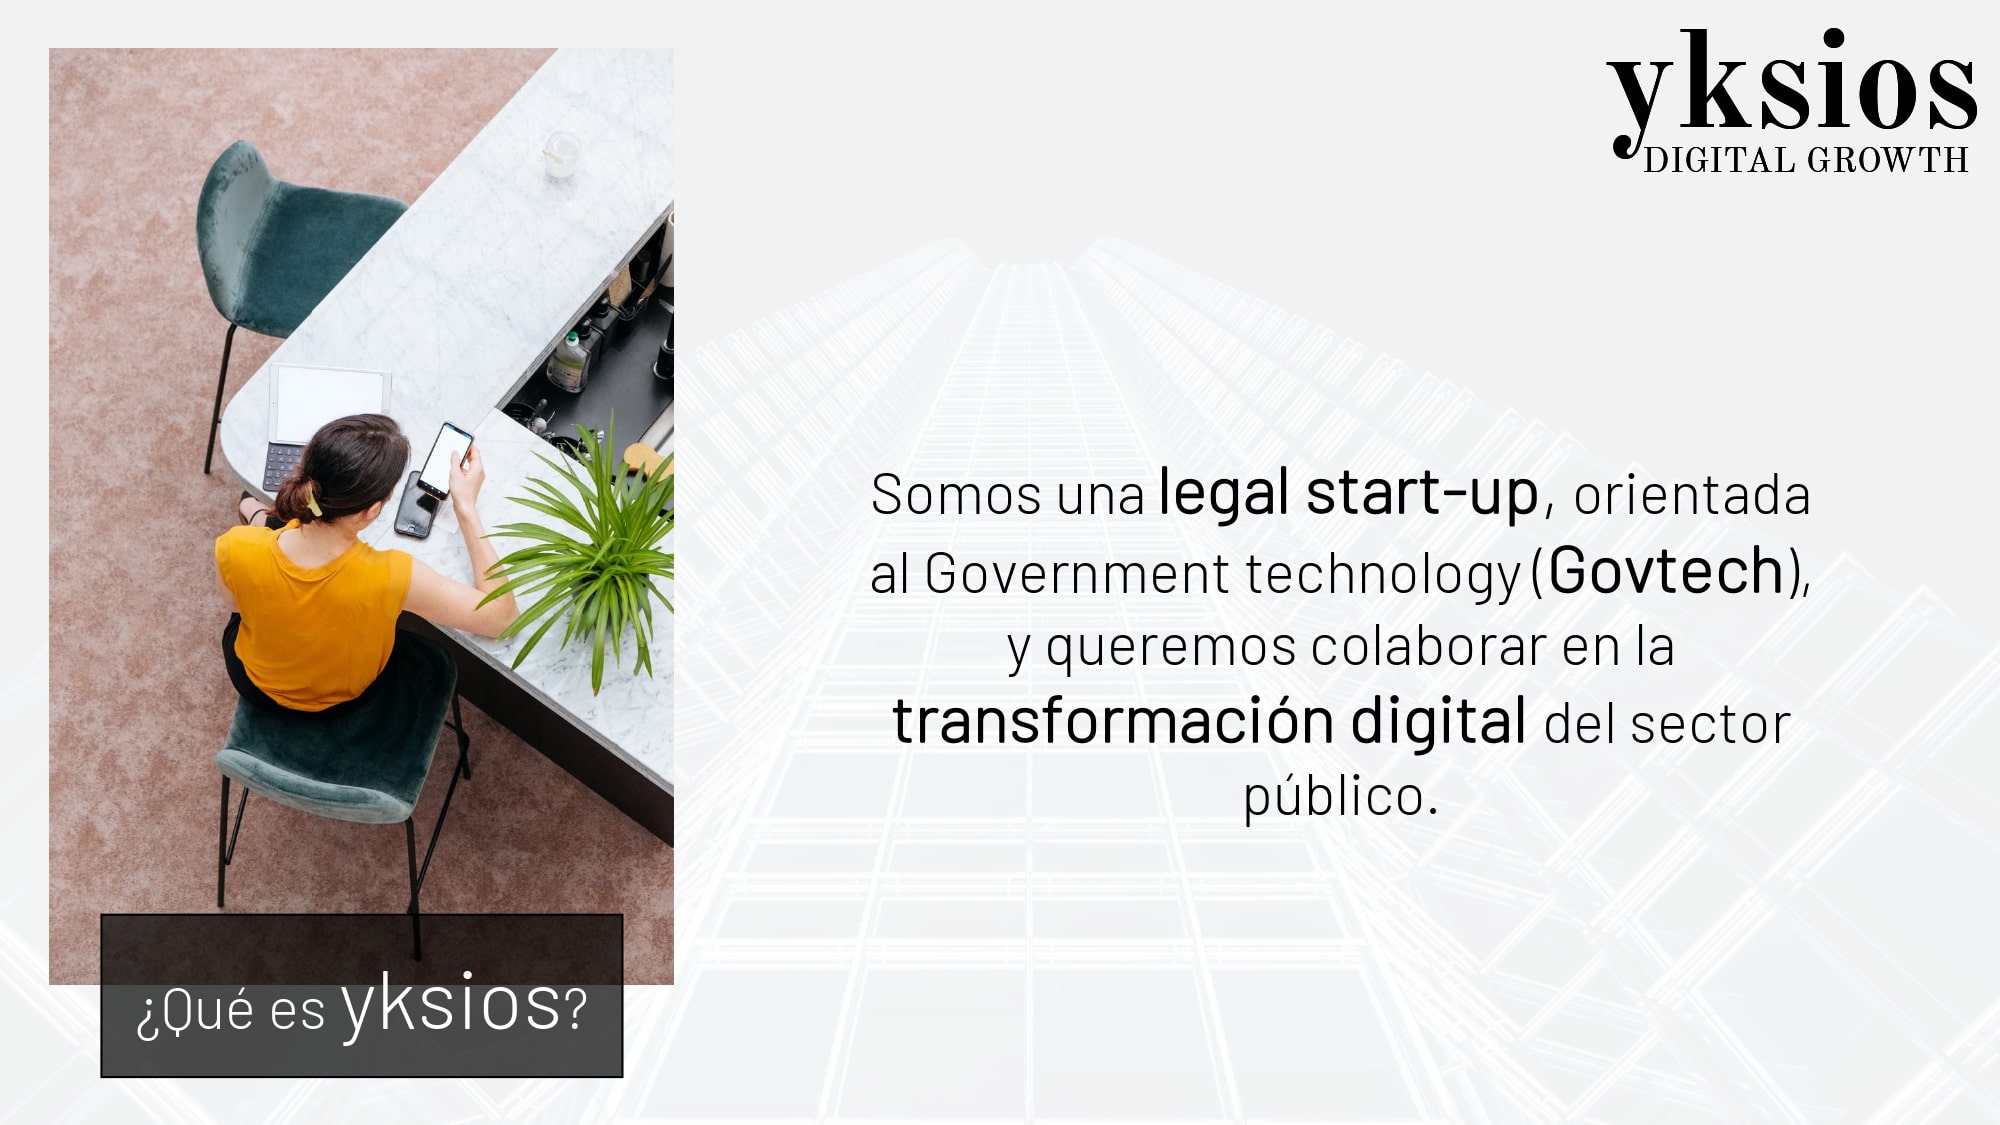 yksios
DIGITAL GROWTH
Somos una legal start-up, orientada
al Government technology (Govtech),
y queremos colaborar en la
transformación digital del sector
público.
¿Qué es yksios?